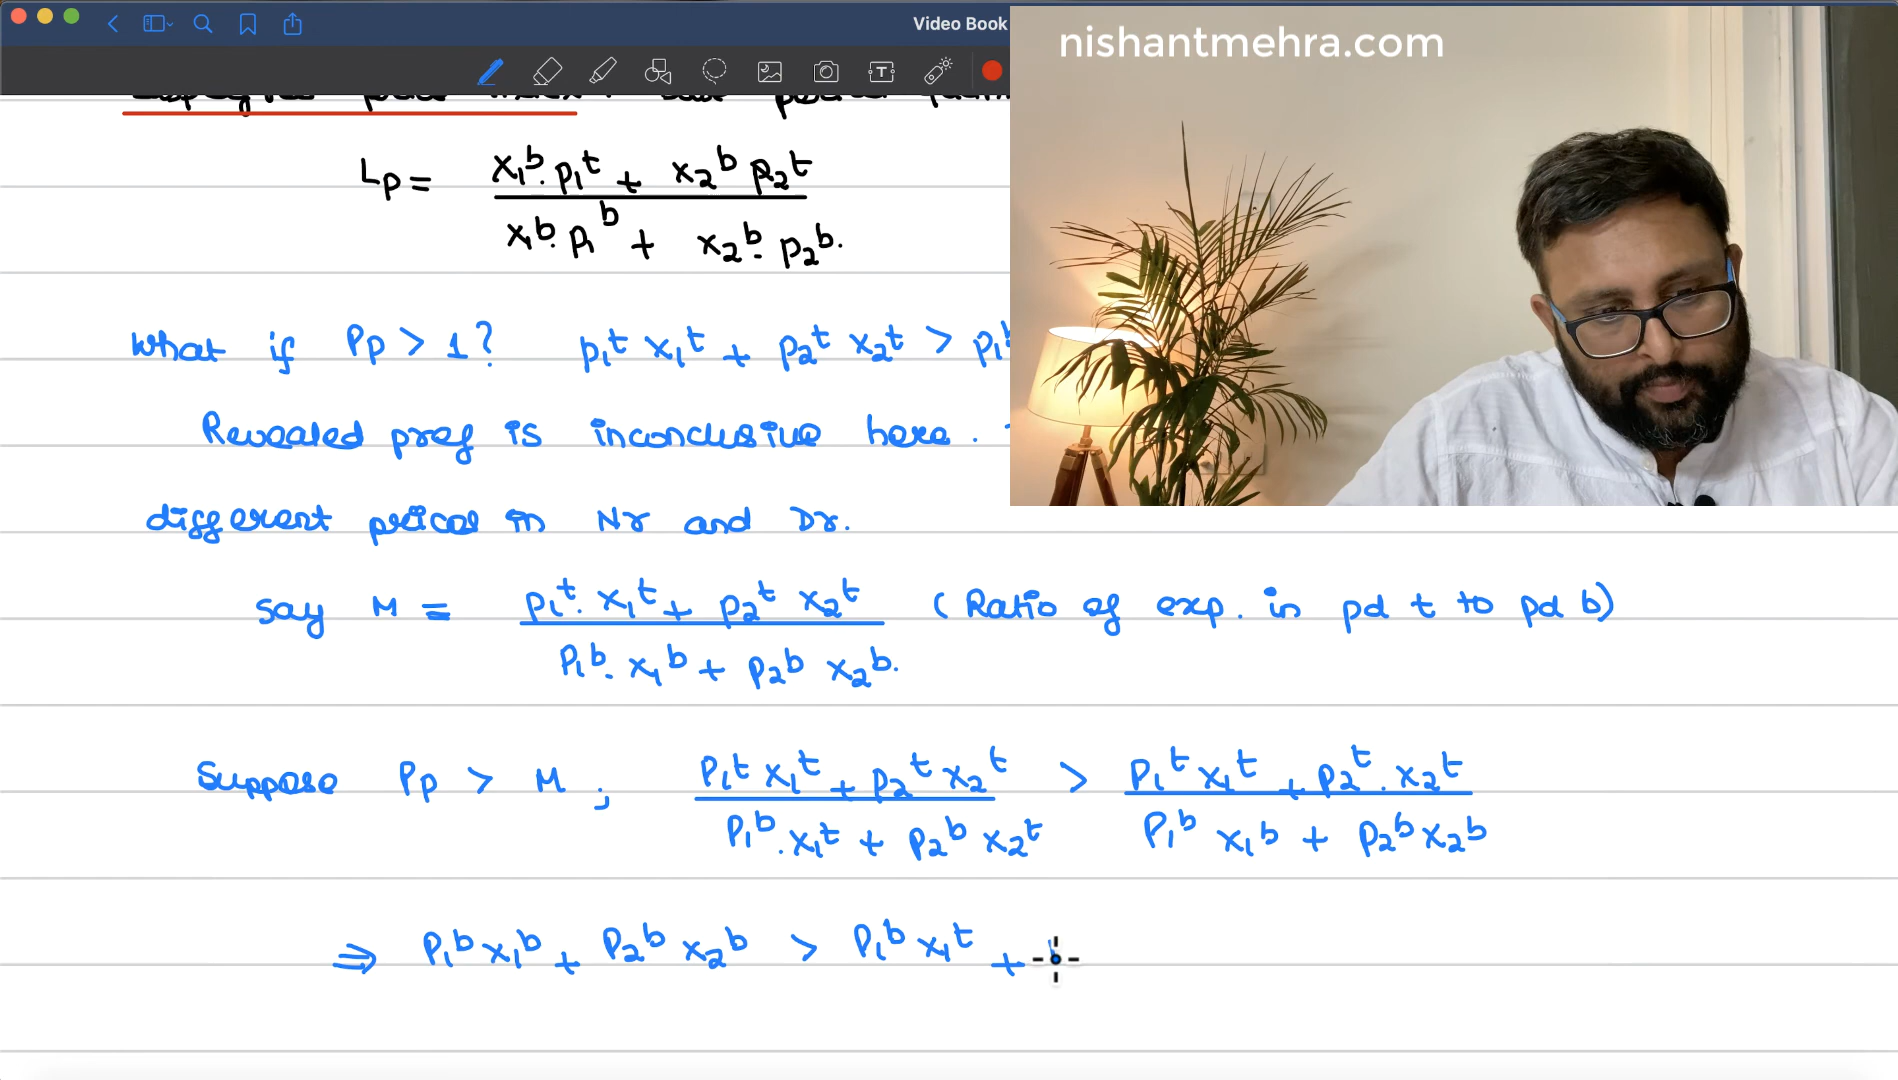 Video Book
nishantmehra.com
price index
Lp = x₁ᵇ. p₁ᵗ + x₂ᵇ p₂ᵗ
x₁ᵇ. p₁ᵇ + x₂ᵇ. p₂ᵇ.
What if Pp > 1? p₁ᵗ x₁ᵗ + p₂ᵗ x₂ᵗ > p₁ᵇ
Revealed pref is inconclusive here.
different prices in Nr and Dr.
Say M = p₁ᵗ. x₁ᵗ + p₂ᵗ x₂ᵗ (Ratio of exp. in pd t to pd b)
p₁ᵇ. x₁ᵇ + p₂ᵇ x₂ᵇ.
Suppose Pp > M ; p₁ᵗ x₁ᵗ + p₂ᵗ x₂ᵗ > p₁ᵗ x₁ᵗ + p₂ᵗ. x₂ᵗ
p₁ᵇ. x₁ᵗ + p₂ᵇ x₂ᵗ p₁ᵇ x₁ᵇ + p₂ᵇ x₂ᵇ
⇒ p₁ᵇ x₁ᵇ + p₂ᵇ x₂ᵇ > p₁ᵇ x₁ᵗ +